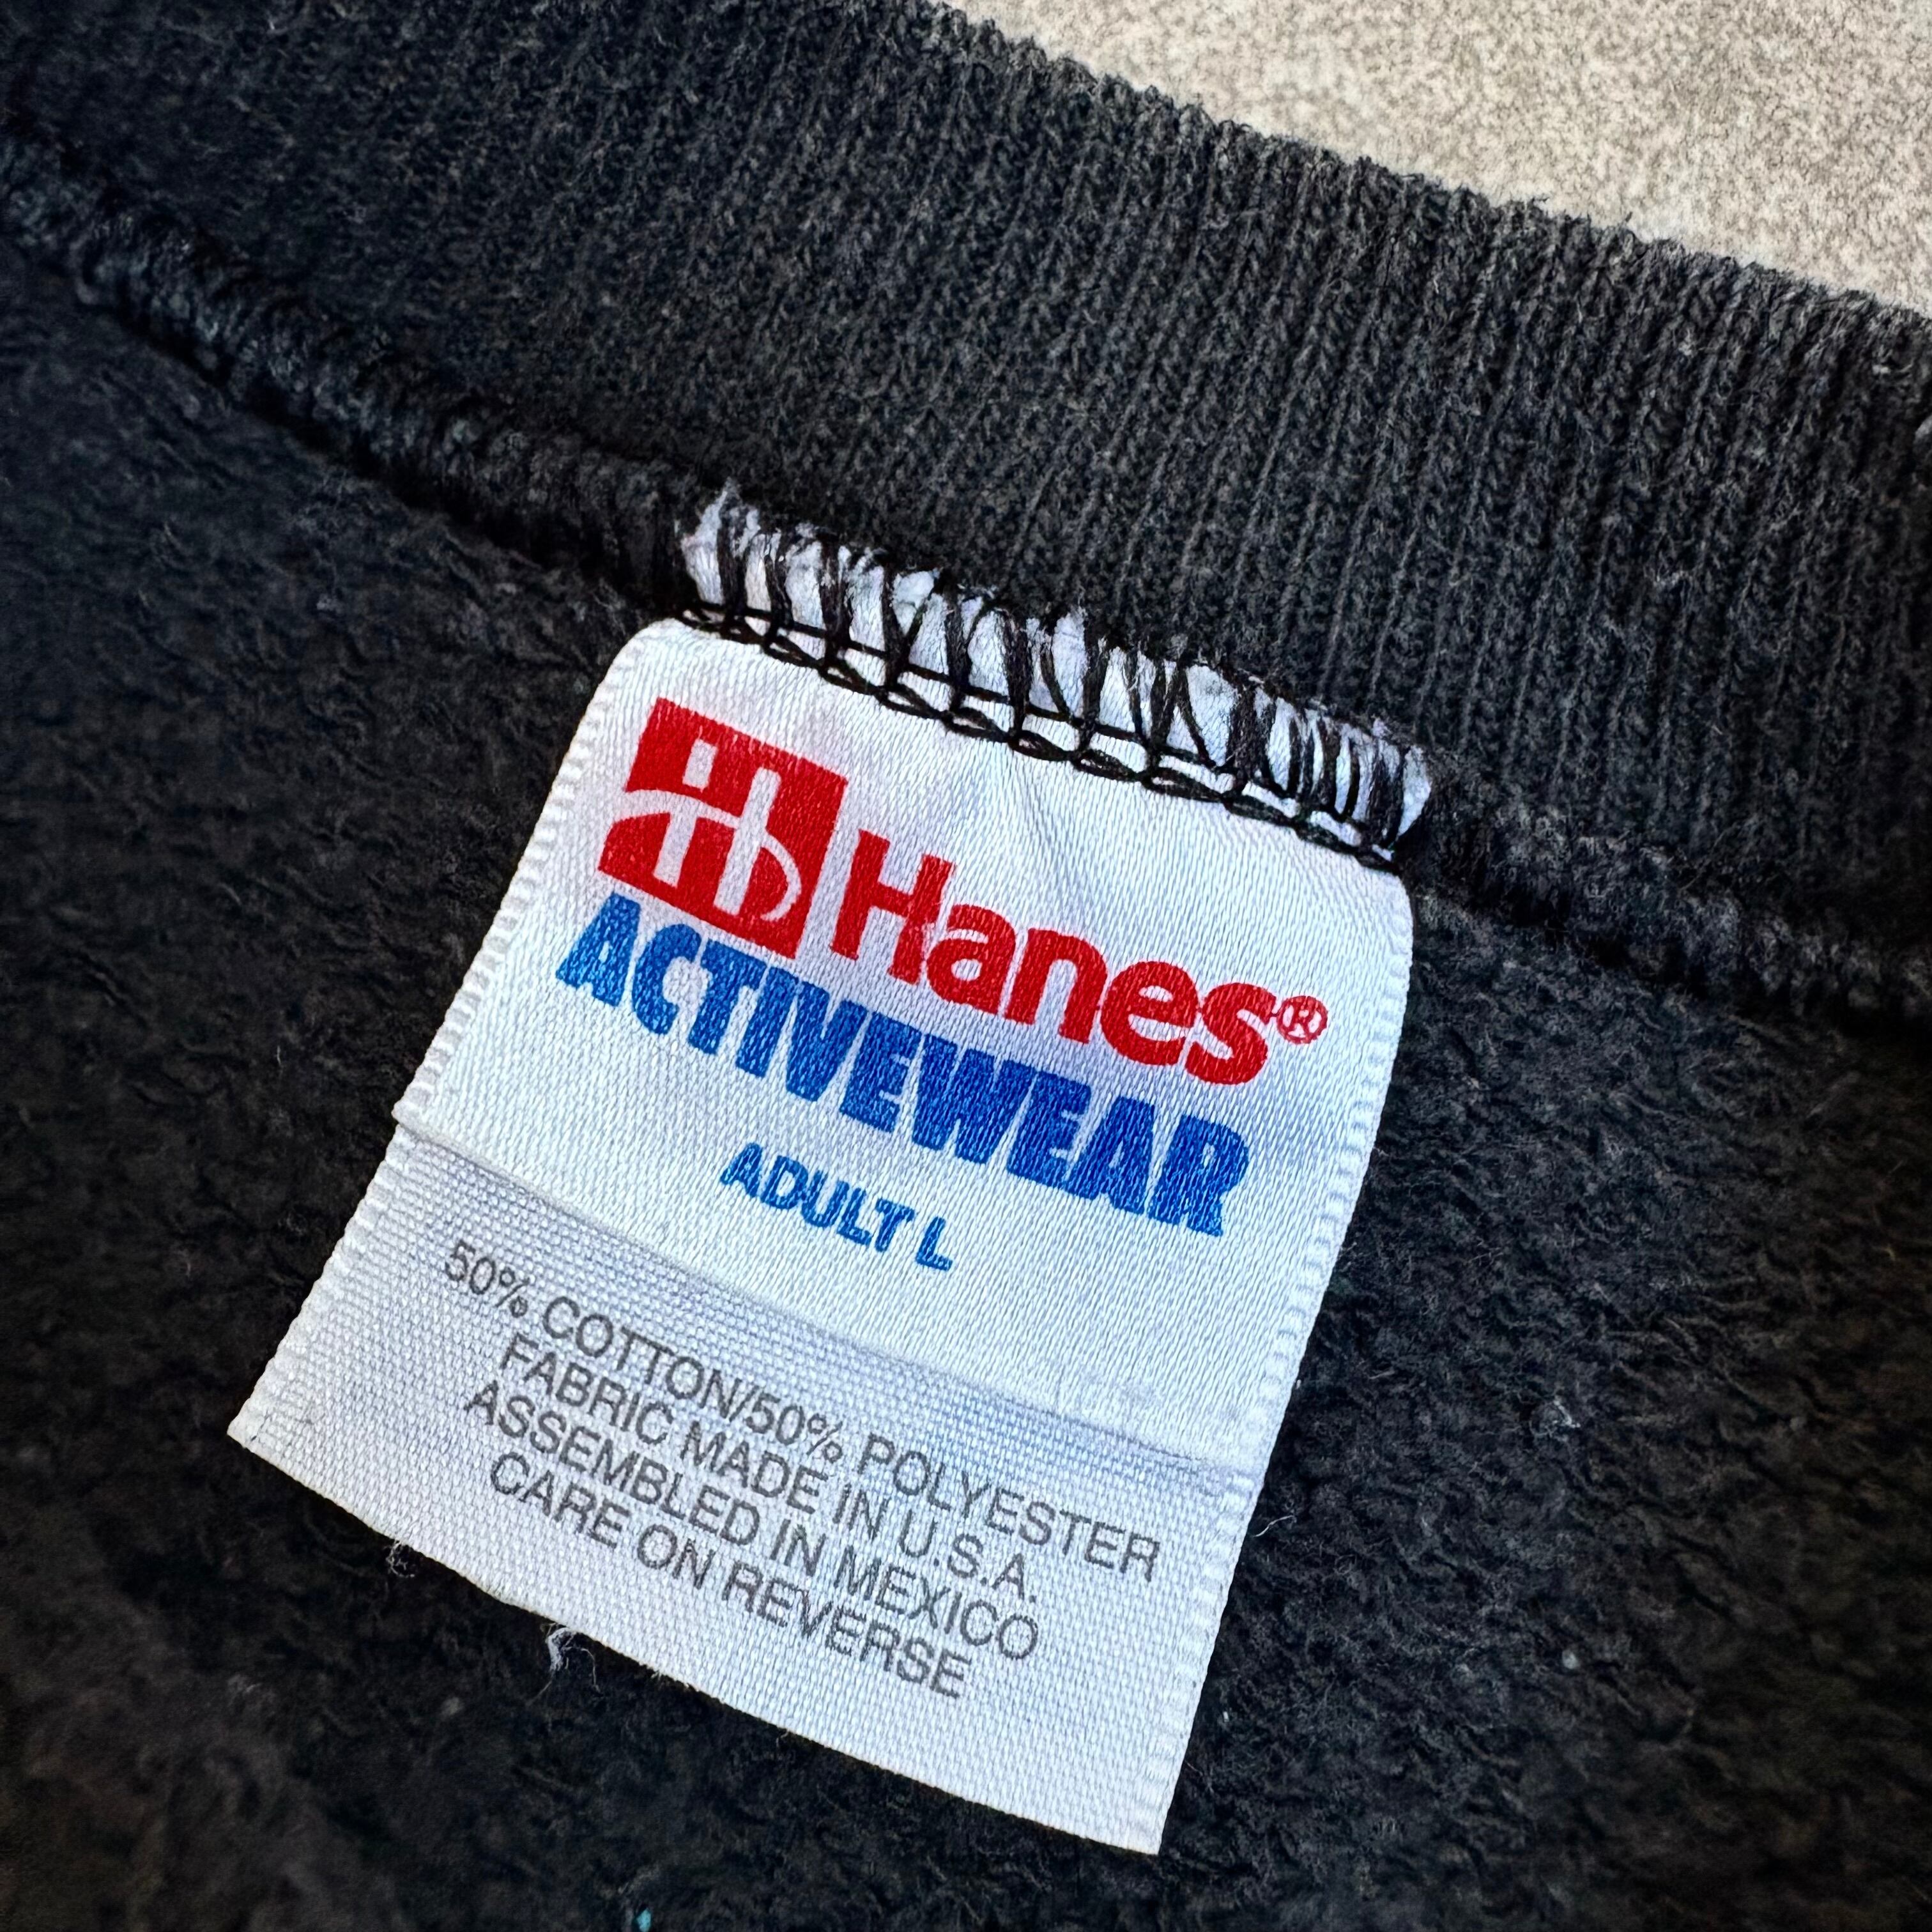 Hanes®
ACTIVEWEAR
ADULT L
50% COTTON/50% POLYESTER
FABRIC MADE IN U.S.A.
ASSEMBLED IN MEXICO
CARE ON REVERSE